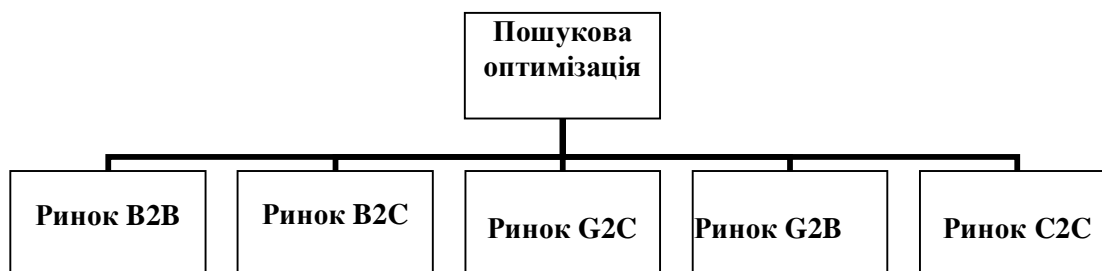 Пошукова
оптимізація
Ринок B2B
Ринок B2C
Ринок G2C
Ринок G2B
Ринок C2C